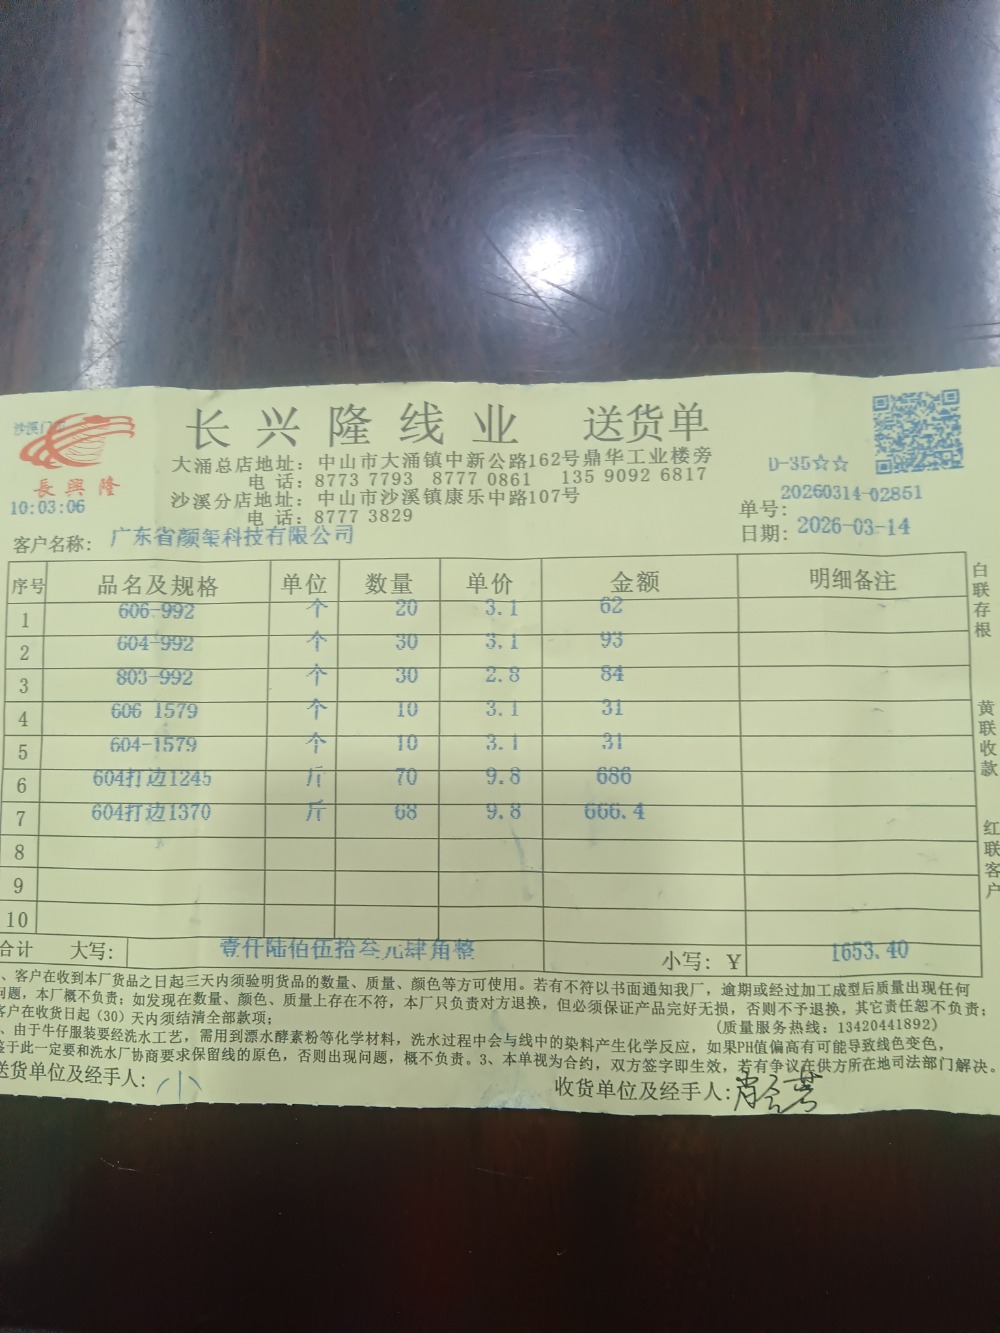 沙溪门
長興隆
10:03:06
长兴隆线业 送货单
大涌总店地址：中山市大涌镇中新公路162号鼎华工业楼旁
电 话：8773 7793 8777 0861 135 9092 6817
沙溪分店地址：中山市沙溪镇康乐中路107号
电 话：8777 3829
D-35☆☆
单号：20260314-02851
日期：2026-03-14
客户名称：广东省颜玺科技有限公司
序号 品名及规格 单位 数量 单价 金额 明细备注
1 606-992 个 20 3.1 62
2 604-992 个 30 3.1 93
3 803-992 个 30 2.8 84
4 606 1579 个 10 3.1 31
5 604-1579 个 10 3.1 31
6 604打边1245 斤 70 9.8 686
7 604打边1370 斤 68 9.8 666.4
8
9
10
合计 大写：壹仟陆佰伍拾叁元肆角整 小写：￥ 1653.40
白联存根
黄联收款
红联客户
、客户在收到本厂货品之日起三天内须验明货品的数量、质量、颜色等方可使用。若有不符以书面通知我厂，逾期或经过加工成型后质量出现任何
问题，本厂概不负责；如发现在数量、颜色、质量上存在不符，本厂只负责对方退换，但必须保证产品完好无损，否则不予退换，其它责任恕不负责；
客户在收货日起（30）天内须结清全部款项； （质量服务热线：13420441892）
、由于牛仔服装要经洗水工艺，需用到漂水酵素粉等化学材料，洗水过程中会与线中的染料产生化学反应，如果PH值偏高有可能导致线色变色，
鉴于此一定要和洗水厂协商要求保留线的原色，否则出现问题，概不负责。3、本单视为合约，双方签字即生效，若有争议在供方所在地司法部门解决。
送货单位及经手人：小
收货单位及经手人：